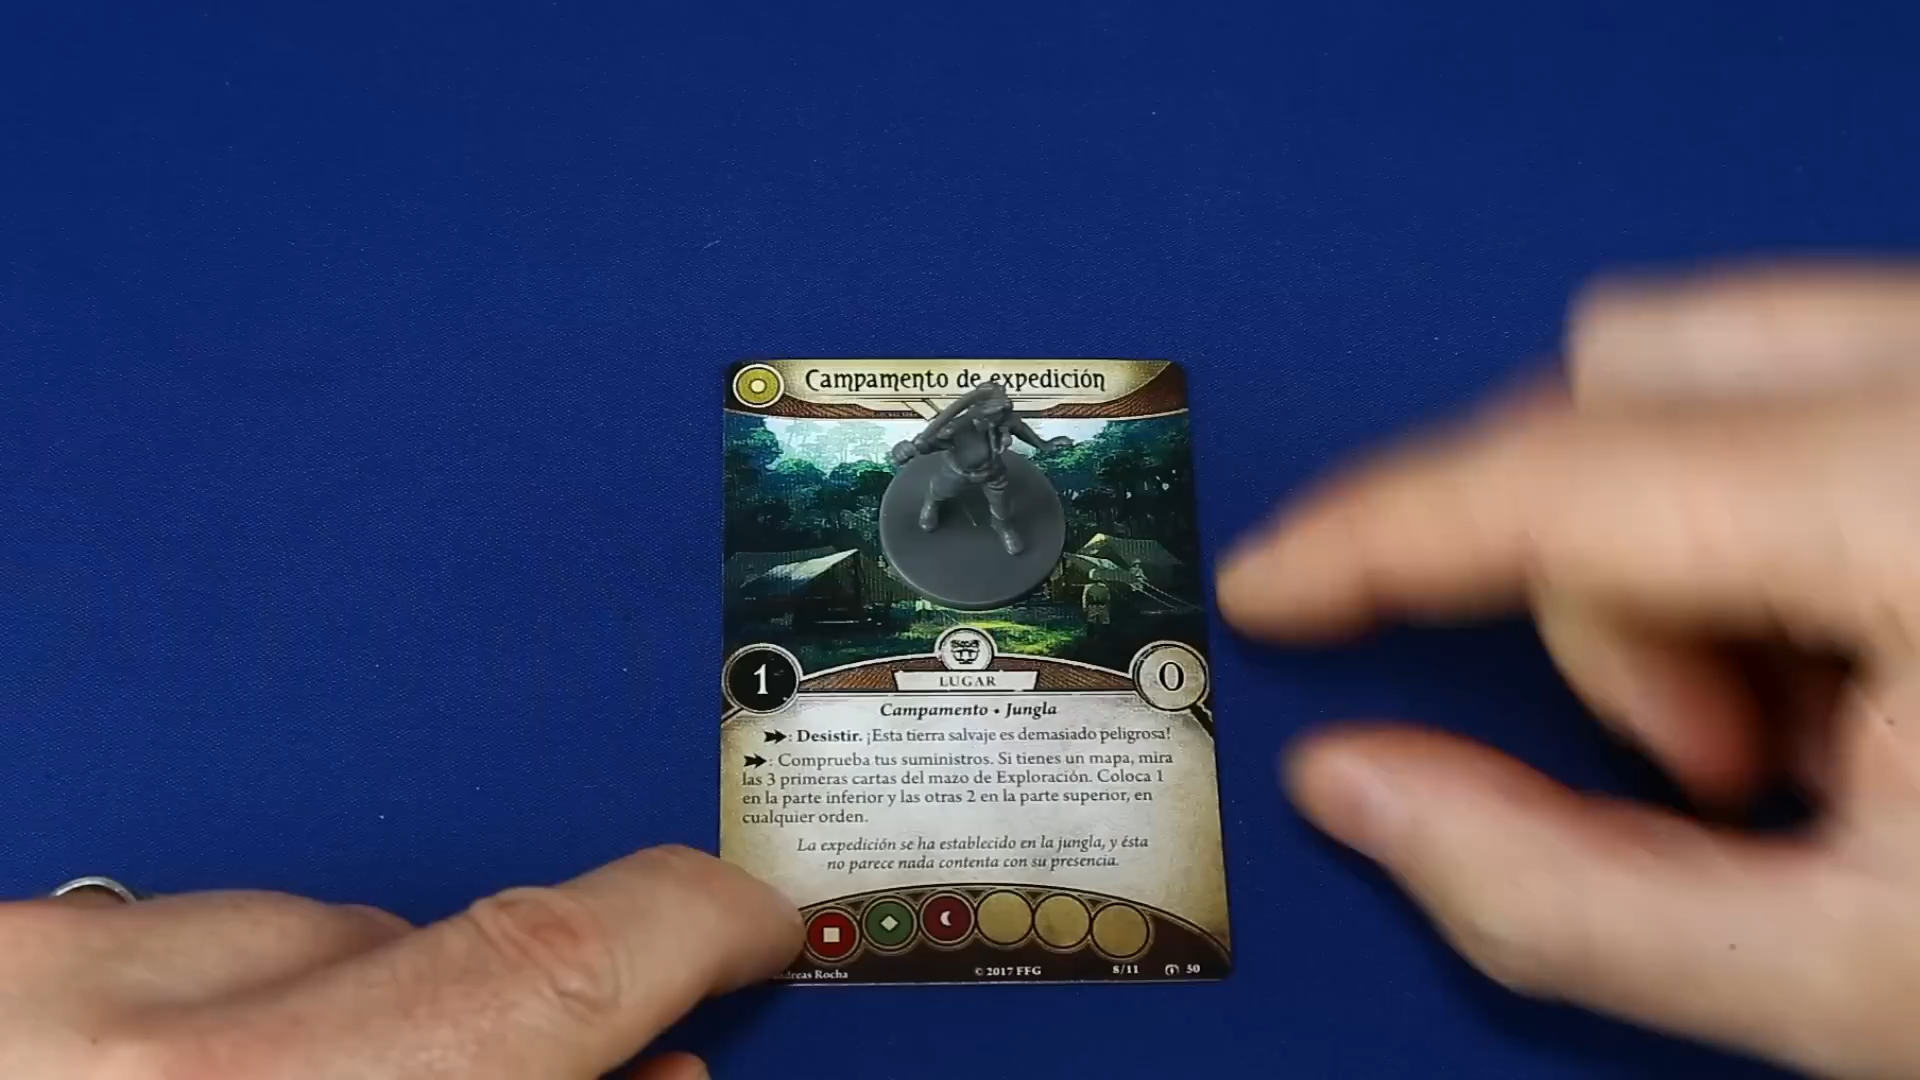 Campamento de expedición
1
LUGAR
0
Campamento • Jungla
: Desistir. ¡Esta tierra salvaje es demasiado peligrosa!
: Comprueba tus suministros. Si tienes un mapa, mira
las 3 primeras cartas del mazo de Exploración. Coloca 1
en la parte inferior y las otras 2 en la parte superior, en
cualquier orden.
La expedición se ha establecido en la jungla, y ésta
no parece nada contenta con su presencia.
Rocha © 2017 FFG 8/11 50